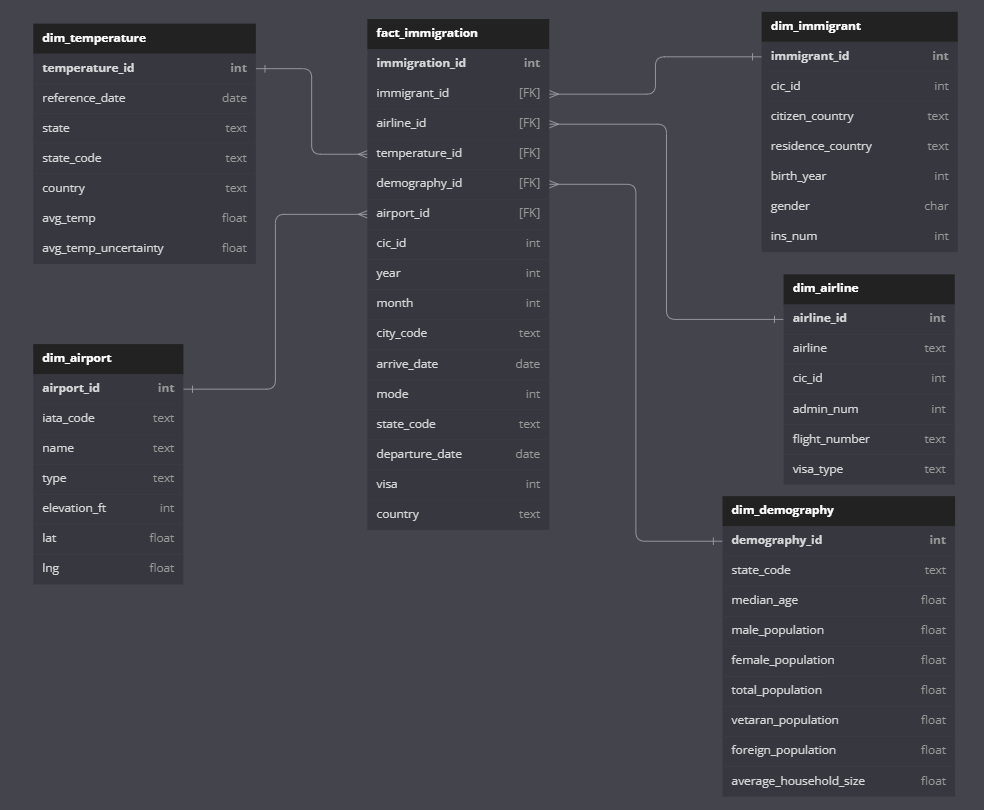 dim_temperature
temperature_id int
reference_date date
state text
state_code text
country text
avg_temp float
avg_temp_uncertainty float
dim_airport
airport_id int
iata_code text
name text
type text
elevation_ft int
lat float
lng float
fact_immigration
immigration_id int
immigrant_id [FK]
airline_id [FK]
temperature_id [FK]
demography_id [FK]
airport_id [FK]
cic_id int
year int
month int
city_code text
arrive_date date
mode int
state_code text
departure_date date
visa int
country text
dim_immigrant
immigrant_id int
cic_id int
citizen_country text
residence_country text
birth_year int
gender char
ins_num int
dim_airline
airline_id int
airline text
cic_id int
admin_num int
flight_number text
visa_type text
dim_demography
demography_id int
state_code text
median_age float
male_population float
female_population float
total_population float
vetaran_population float
foreign_population float
average_household_size float